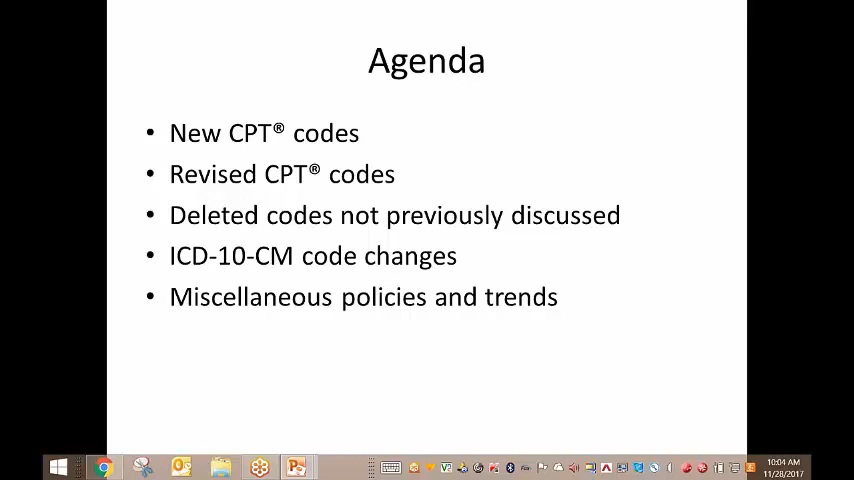 Agenda
• New CPT® codes
• Revised CPT® codes
• Deleted codes not previously discussed
• ICD-10-CM code changes
• Miscellaneous policies and trends
10:04 AM
11/28/2017